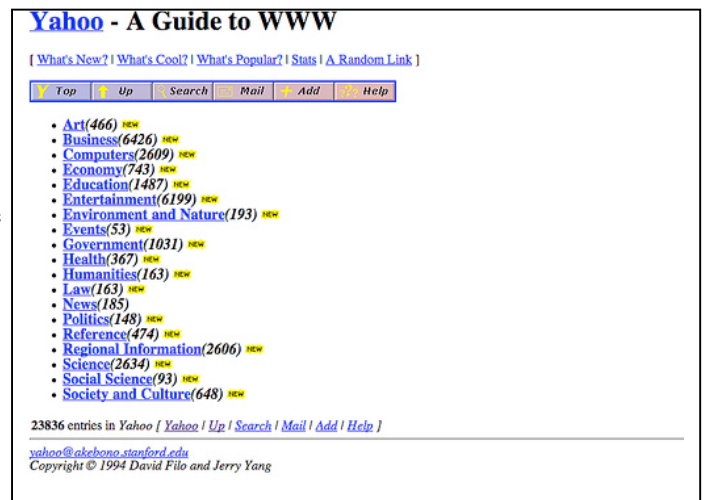 Yahoo - A Guide to WWW
[ What's New? | What's Cool? | What's Popular? | Stats | A Random Link ]
Y Top Up Search Mail + Add ?? Help
Art(466) NEW
Business(6426) NEW
Computers(2609) NEW
Economy(743) NEW
Education(1487) NEW
Entertainment(6199) NEW
Environment and Nature(193) NEW
Events(53) NEW
Government(1031) NEW
Health(367) NEW
Humanities(163) NEW
Law(163) NEW
News(185)
Politics(148) NEW
Reference(474) NEW
Regional Information(2606) NEW
Science(2634) NEW
Social Science(93) NEW
Society and Culture(648) NEW
23836 entries in Yahoo [ Yahoo | Up | Search | Mail | Add | Help ]
yahoo@akebono.stanford.edu
Copyright © 1994 David Filo and Jerry Yang